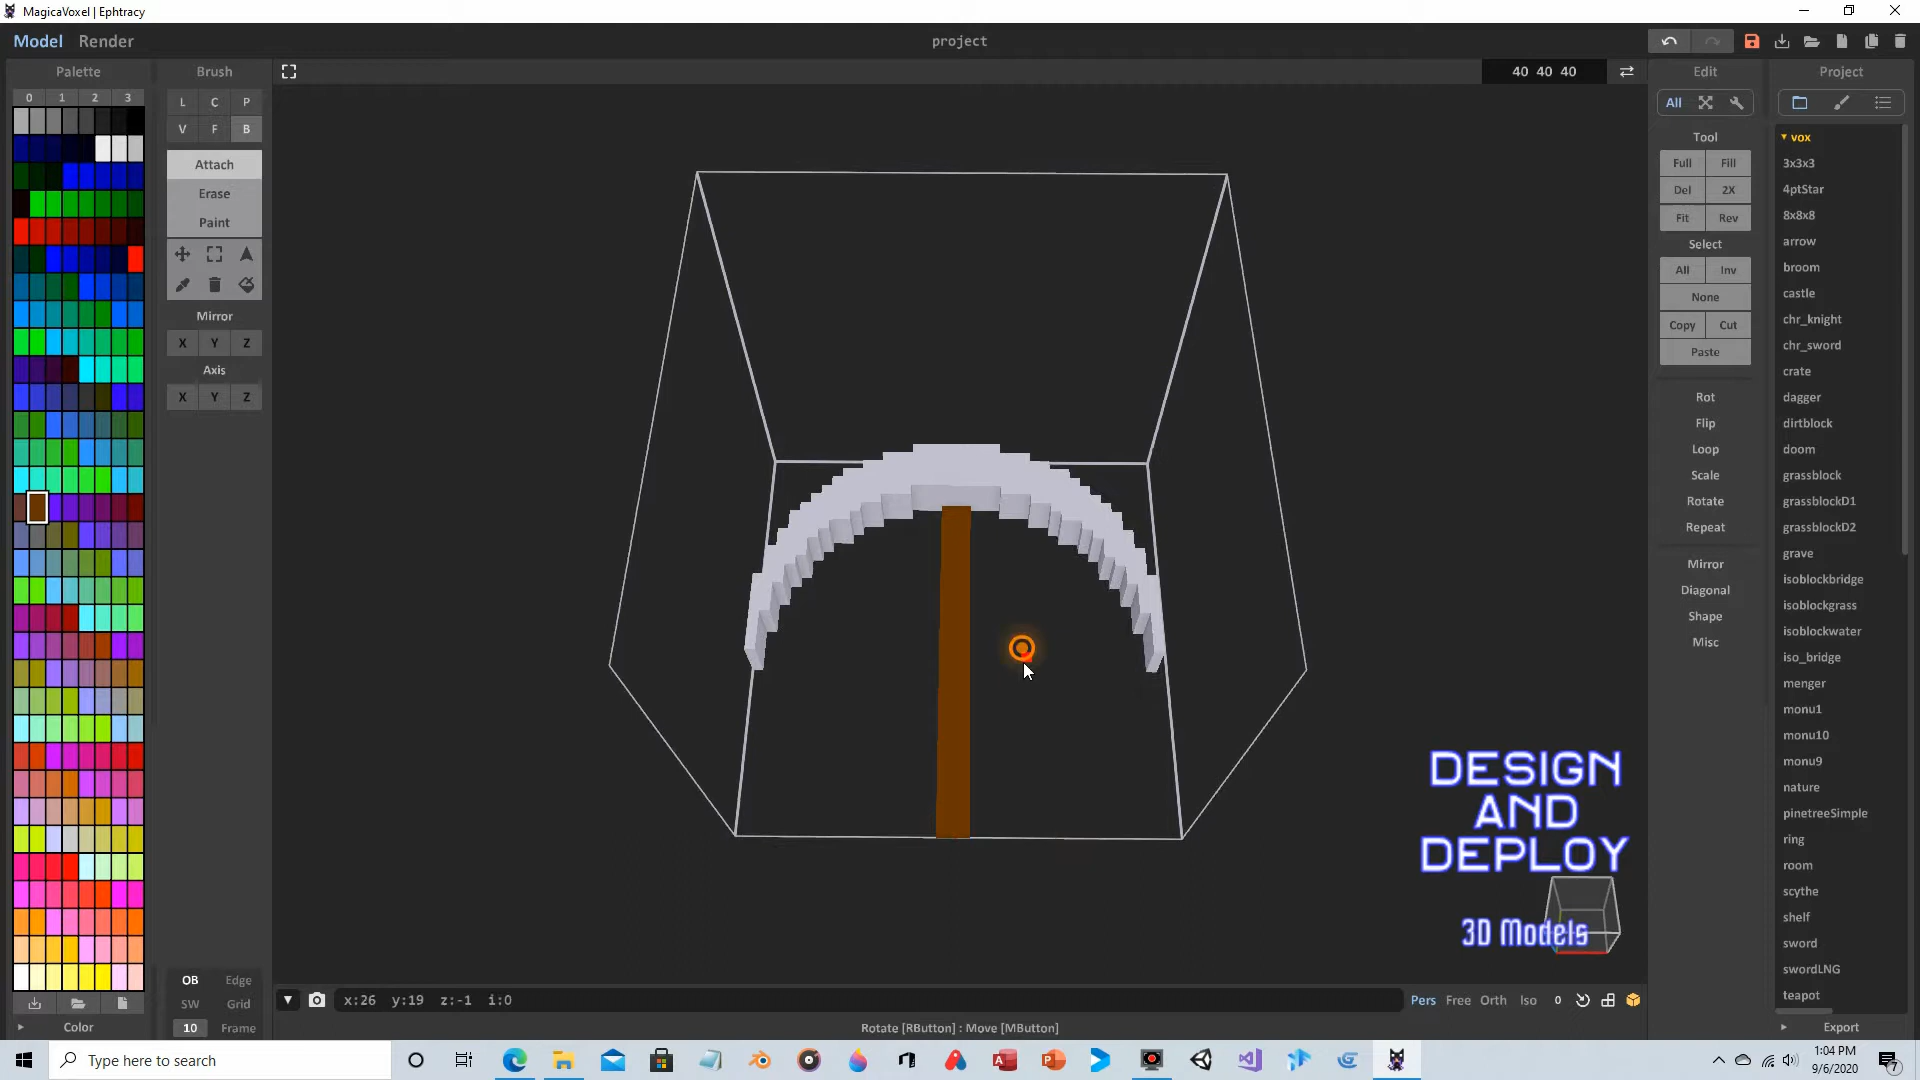 MagicaVoxel | Ephtracy
Model Render
project
Palette
Brush
40 40 40
Edit
Project
0 1 2 3
L C P
V F B
Attach
Erase
Paint
Mirror
X Y Z
Axis
X Y Z
OB Edge
SW Grid
10 Frame
Color
All
Tool
Full Fill
Del 2X
Fit Rev
Select
All Inv
None
Copy Cut
Paste
Rot
Flip
Loop
Scale
Rotate
Repeat
Mirror
Diagonal
Shape
Misc
vox
3x3x3
4ptStar
8x8x8
arrow
broom
castle
chr_knight
chr_sword
crate
dagger
dirtblock
doom
grassblock
grassblockD1
grassblockD2
grave
isoblockbridge
isoblockgrass
isoblockwater
iso_bridge
menger
monu1
monu10
monu9
nature
pinetreeSimple
ring
room
scythe
shelf
sword
swordLNG
teapot
Export
DESIGN
AND
DEPLOY
3D Models
x:26 y:19 z:-1 i:0
Pers Free Orth Iso 0
Rotate [RButton] : Move [MButton]
Type here to search
1:04 PM
9/6/2020
7